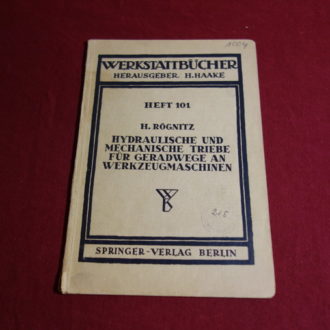 WERKSTATTBÜCHER
HERAUSGEBER H.HAAKE
HEFT 101
H. RÖGNITZ
HYDRAULISCHE UND
MECHANISCHE TRIEBE
FÜR GERADWEGE AN
WERKZEUGMASCHINEN
SPRINGER-VERLAG BERLIN